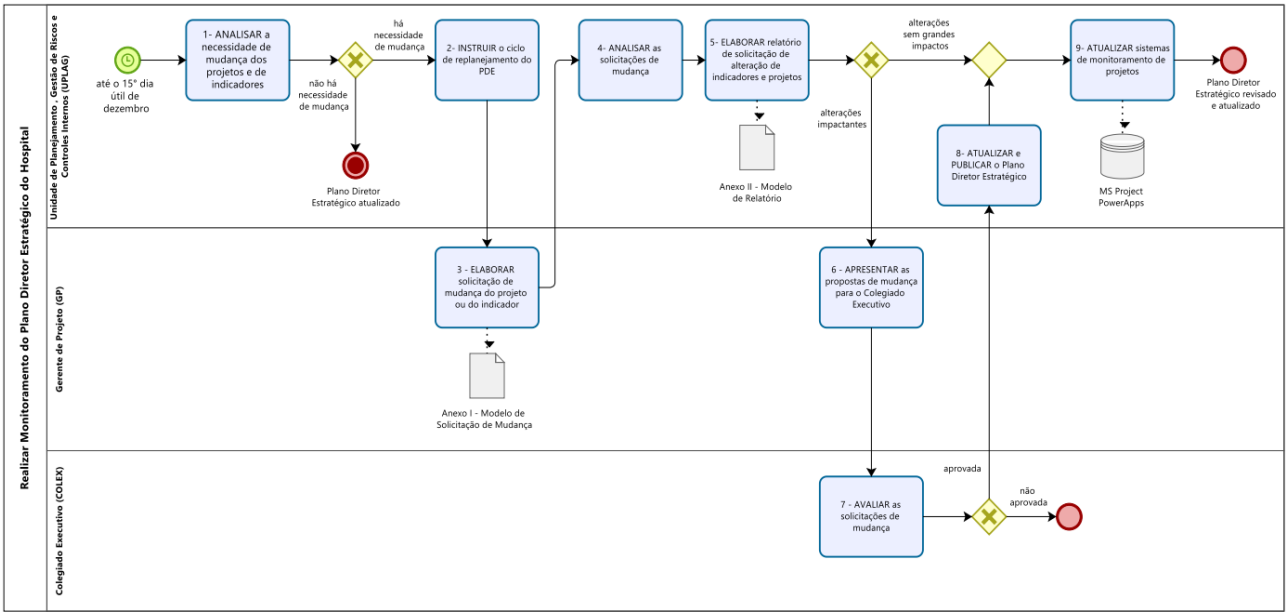 Realizar Monitoramento do Plano Diretor Estratégico do Hospital
Unidade de Planejamento , Gestão de Riscos e
Controles Internos (UPLAG)
até o 15° dia
útil de
dezembro
1- ANALISAR a
necessidade de
mudança dos
projetos e de
indicadores
há
necessidade
de mudança
não há
necessidade
de mudança
Plano Diretor
Estratégico atualizado
2- INSTRUIR o ciclo
de replanejamento do
PDE
4- ANALISAR as
solicitações de
mudança
5- ELABORAR relatório
de solicitação de
alteração de
indicadores e projetos
Anexo II - Modelo
de Relatório
alterações
sem grandes
impactos
alterações
impactantes
8- ATUALIZAR e
PUBLICAR o Plano
Diretor Estratégico
9- ATUALIZAR sistemas
de monitoramento de
projetos
MS Project
PowerApps
Plano Diretor
Estratégico revisado
e atualizado
Gerente de Projeto (GP)
3 - ELABORAR
solicitação de
mudança do projeto
ou do indicador
Anexo I - Modelo de
Solicitação de Mudança
6 - APRESENTAR as
propostas de mudança
para o Colegiado
Executivo
Colegiado Executivo (COLEX)
7 - AVALIAR as
solicitações de
mudança
aprovada
não
aprovada